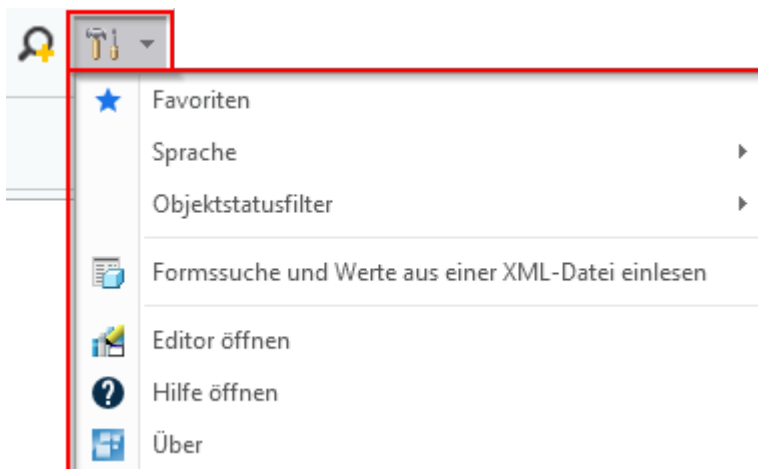 Favoriten
Sprache
Objektstatusfilter
Formssuche und Werte aus einer XML-Datei einlesen
Editor öffnen
Hilfe öffnen
Über